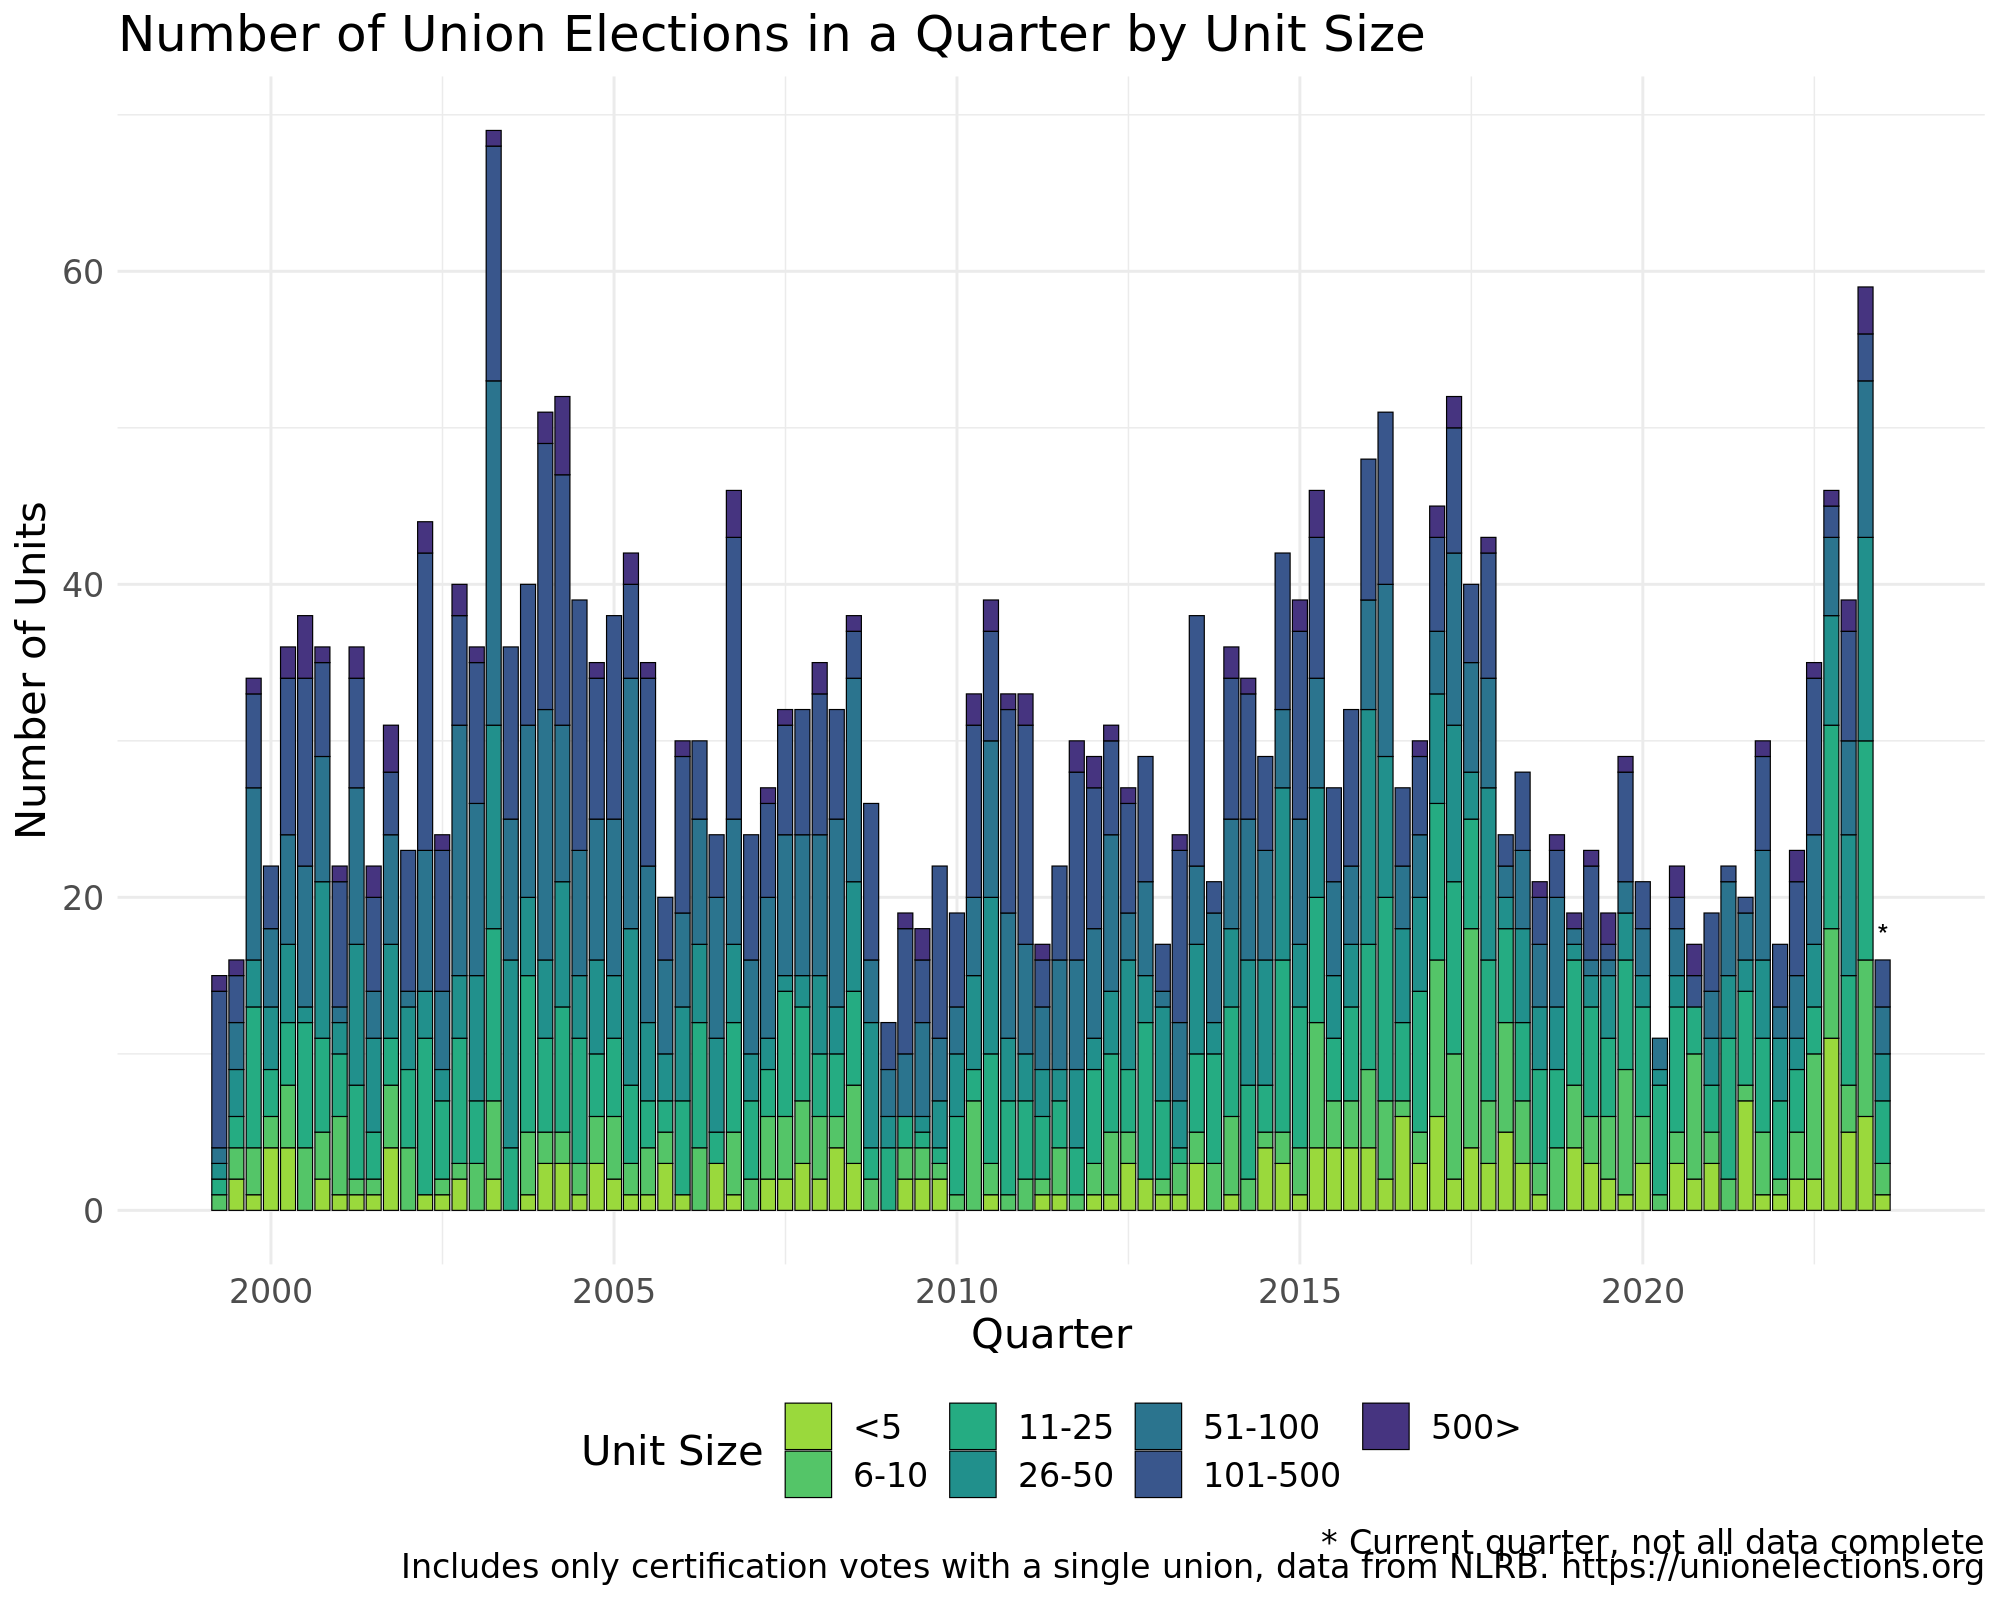 Number of Union Elections in a Quarter by Unit Size
Number of Units
60
40
20
0
2000 2005 2010 2015 2020
*
Quarter
Unit Size
<5 11-25 51-100 500>
6-10 26-50 101-500
* Current quarter, not all data complete
Includes only certification votes with a single union, data from NLRB. https://unionelections.org